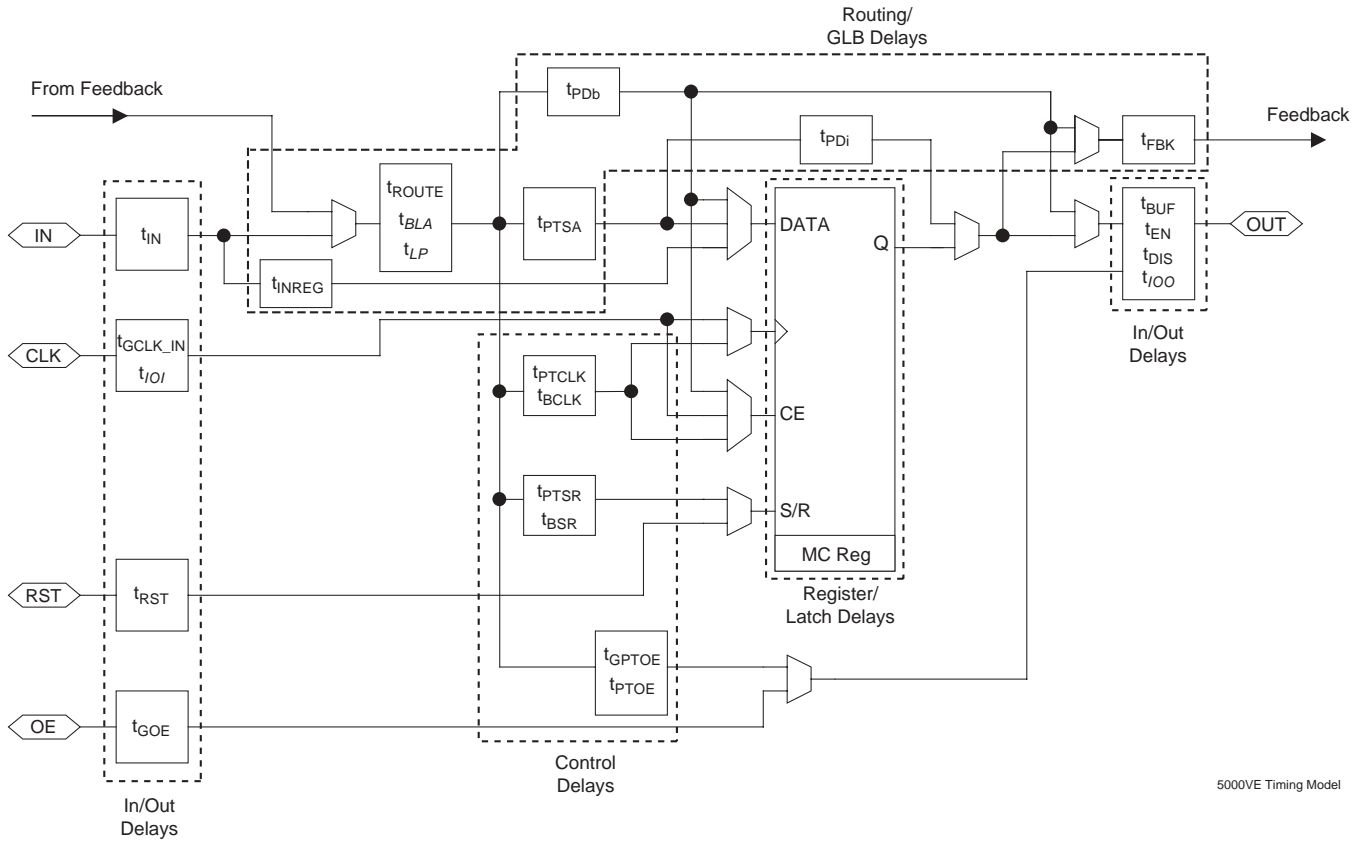 Routing/
GLB Delays
From Feedback
tPDb
Feedback
tPDi
tFBK
tROUTE
tBLA
tLP
tPTSA
DATA
Q
tBUF
tEN
tDIS
tIOO
OUT
IN
tIN
tINREG
In/Out
Delays
CLK
tGCLK_IN
tIOI
tPTCLK
tBCLK
CE
tPTSR
tBSR
S/R
MC Reg
Register/
Latch Delays
RST
tRST
tGPTOE
tPTOE
OE
tGOE
Control
Delays
In/Out
Delays
5000VE Timing Model